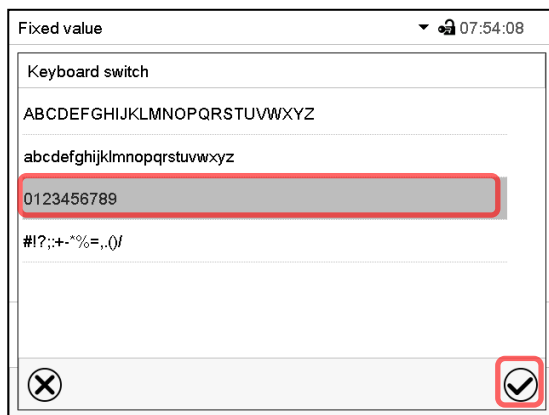 Fixed value 07:54:08
Keyboard switch
ABCDEFGHIJKLMNOPQRSTUVWXYZ
abcdefghijklmnopqrstuvwxyz
0123456789
#!?;:+-*%=,.()/